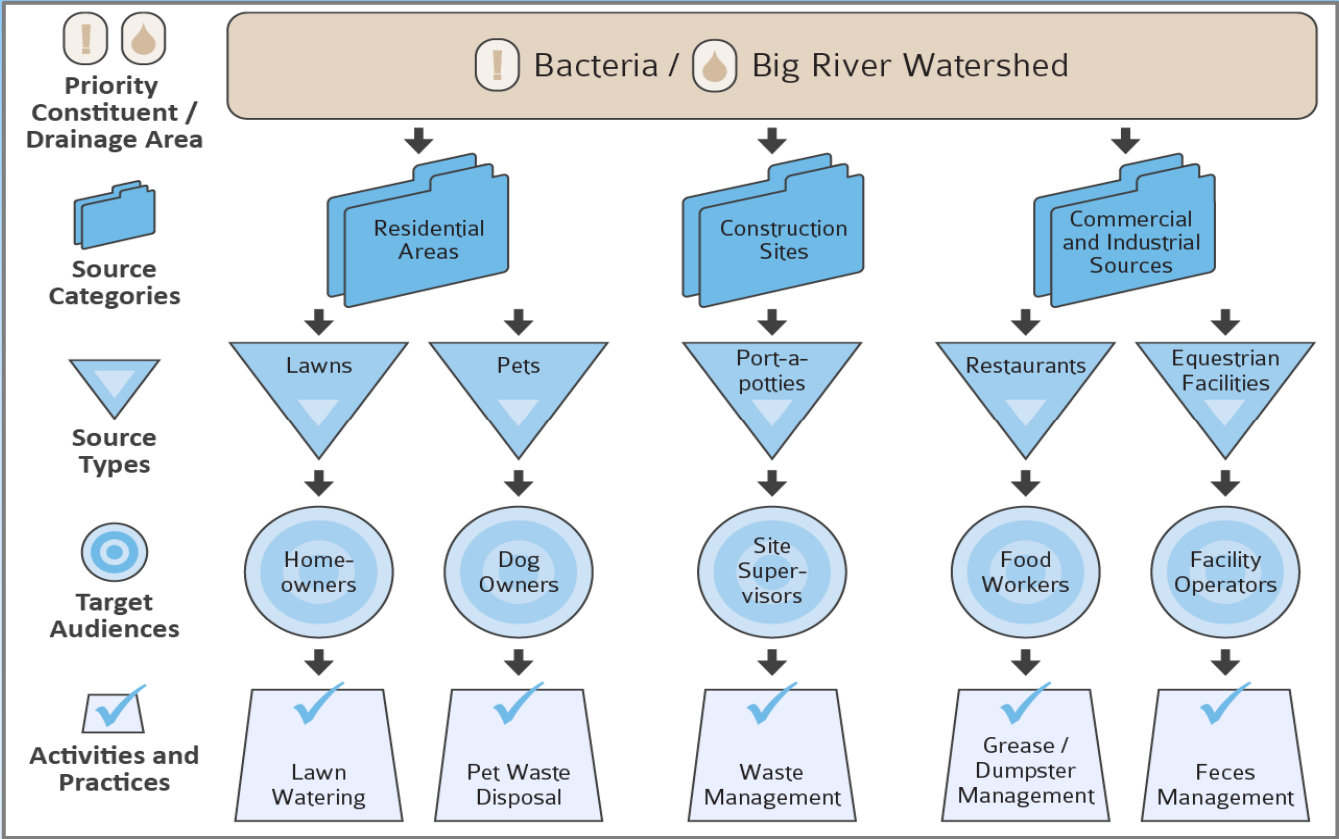 Priority
Constituent /
Drainage Area
Bacteria / Big River Watershed
Source
Categories
Residential
Areas
Construction
Sites
Commercial
and Industrial
Sources
Source
Types
Lawns
Pets
Port-a-
potties
Restaurants
Equestrian
Facilities
Target
Audiences
Home-
owners
Dog
Owners
Site
Super-
visors
Food
Workers
Facility
Operators
Activities and
Practices
Lawn
Watering
Pet Waste
Disposal
Waste
Management
Grease /
Dumpster
Management
Feces
Management